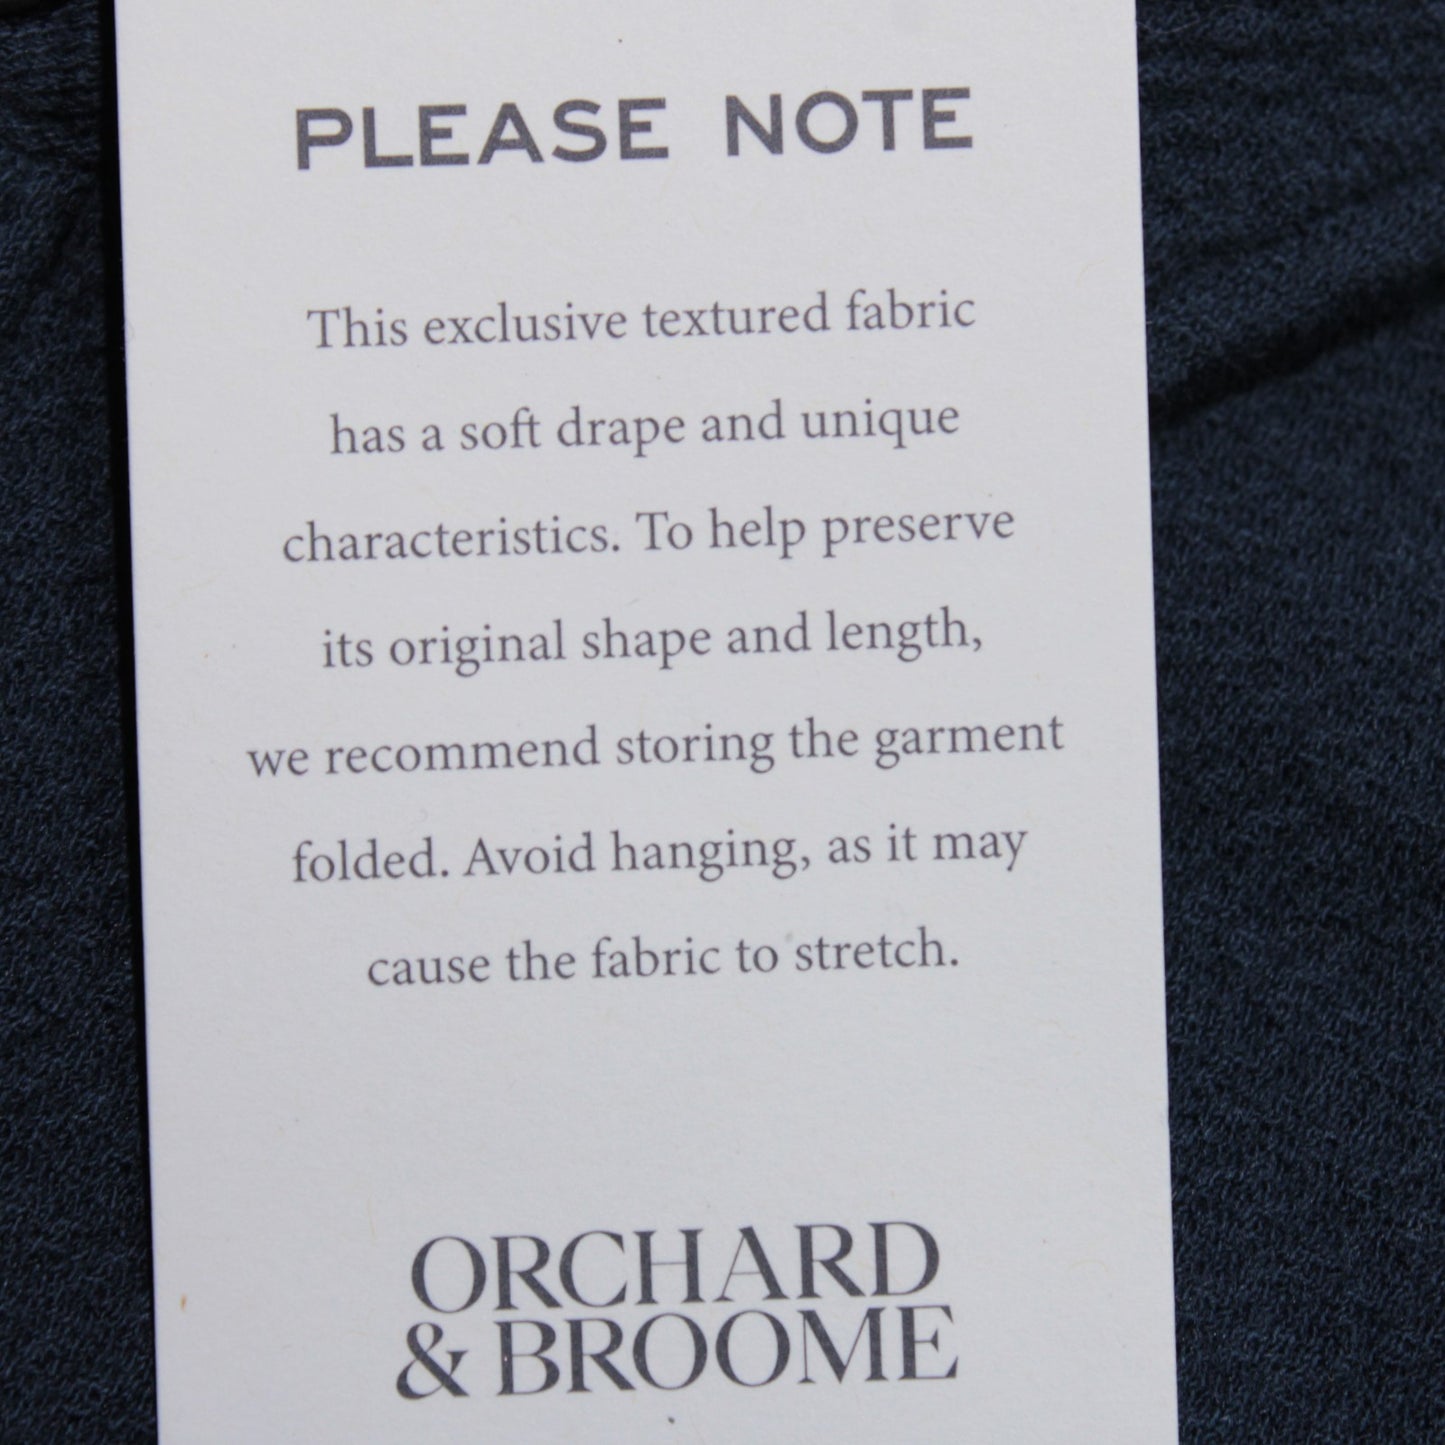 PLEASE NOTE
This exclusive textured fabric
has a soft drape and unique
characteristics. To help preserve
its original shape and length,
we recommend storing the garment
folded. Avoid hanging, as it may
cause the fabric to stretch.
ORCHARD
& BROOME